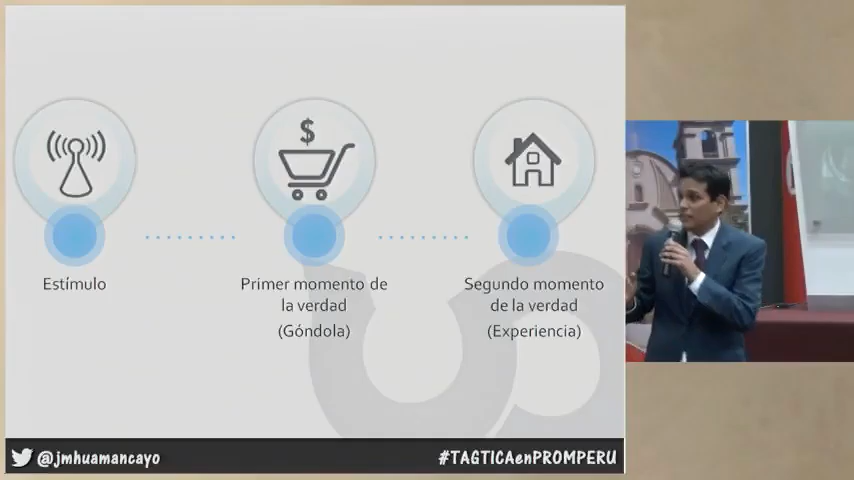 $
Estímulo
Primer momento de
la verdad
(Góndola)
Segundo momento
de la verdad
(Experiencia)
@jmhuamancayo
#TAGTICAenPROMPERU